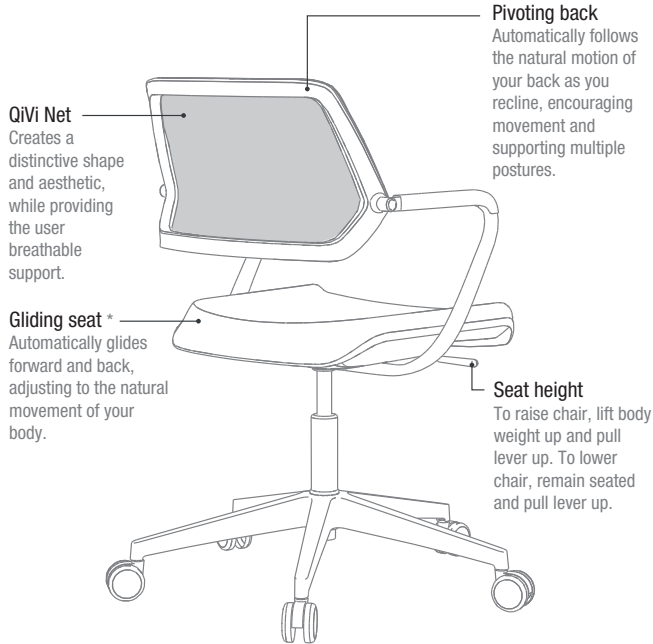 Pivoting back
Automatically follows
the natural motion of
your back as you
recline, encouraging
movement and
supporting multiple
postures.
QiVi Net
Creates a
distinctive shape
and aesthetic,
while providing
the user
breathable
support.
Gliding seat *
Automatically glides
forward and back,
adjusting to the natural
movement of your
body.
Seat height
To raise chair, lift body
weight up and pull
lever up. To lower
chair, remain seated
and pull lever up.